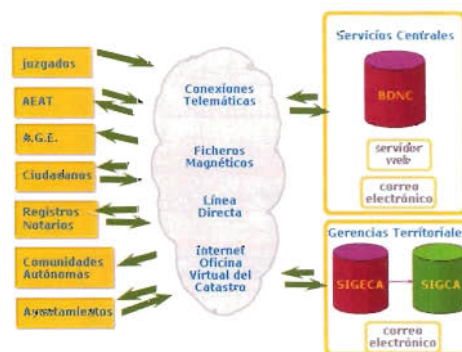 juzgados
AEAT
A.G.E.
Ciudadanos
Registros
Notarios
Comunidades
Autónomas
Ayuntamientos
Conexiones
Telemáticas
Ficheros
Magnéticos
Línea
Directa
Internet
Oficina
Virtual del
Catastro
Servicios Centrales
BDNC
servidor
web
correo
electrónico
Gerencias Territoriales
SIGECA
SIGCA
correo
electrónico